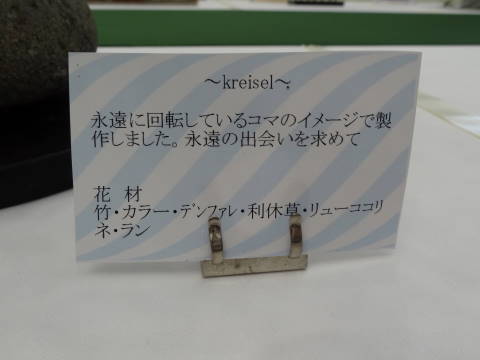 ～kreisel～
永遠に回転しているコマのイメージで製
作しました。永遠の出会いを求めて
花　材
竹・カラー・ﾃﾞﾝﾌｧﾚ・利休草・リューココリ
ネ・ラン